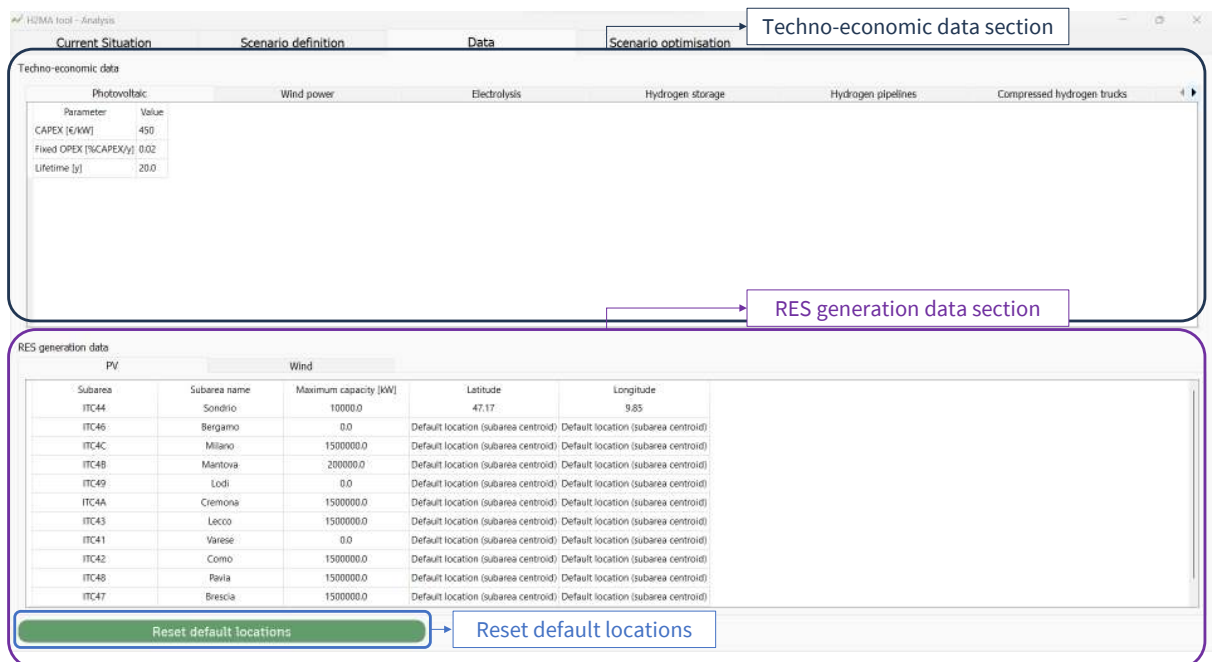 H2MA tool - Analysis
Techno-economic data section
Current Situation Scenario definition Data Scenario optimisation
Techno-economic data
Photovoltaic Wind power Electrolysis Hydrogen storage Hydrogen pipelines Compressed hydrogen trucks
Parameter Value
CAPEX [€/kW] 450
Fixed OPEX [%CAPEX/y] 0.02
Lifetime [y] 20.0
RES generation data section
RES generation data
PV Wind
Subarea Subarea name Maximum capacity [kW] Latitude Longitude
ITC44 Sondrio 10000.0 47.17 9.85
ITC46 Bergamo 0.0 Default location (subarea centroid) Default location (subarea centroid)
ITC4C Milano 1500000.0 Default location (subarea centroid) Default location (subarea centroid)
ITC4B Mantova 200000.0 Default location (subarea centroid) Default location (subarea centroid)
ITC49 Lodi 0.0 Default location (subarea centroid) Default location (subarea centroid)
ITC4A Cremona 1500000.0 Default location (subarea centroid) Default location (subarea centroid)
ITC43 Lecco 1500000.0 Default location (subarea centroid) Default location (subarea centroid)
ITC41 Varese 0.0 Default location (subarea centroid) Default location (subarea centroid)
ITC42 Como 1500000.0 Default location (subarea centroid) Default location (subarea centroid)
ITC48 Pavia 1500000.0 Default location (subarea centroid) Default location (subarea centroid)
ITC47 Brescia 1500000.0 Default location (subarea centroid) Default location (subarea centroid)
Reset default locations
Reset default locations